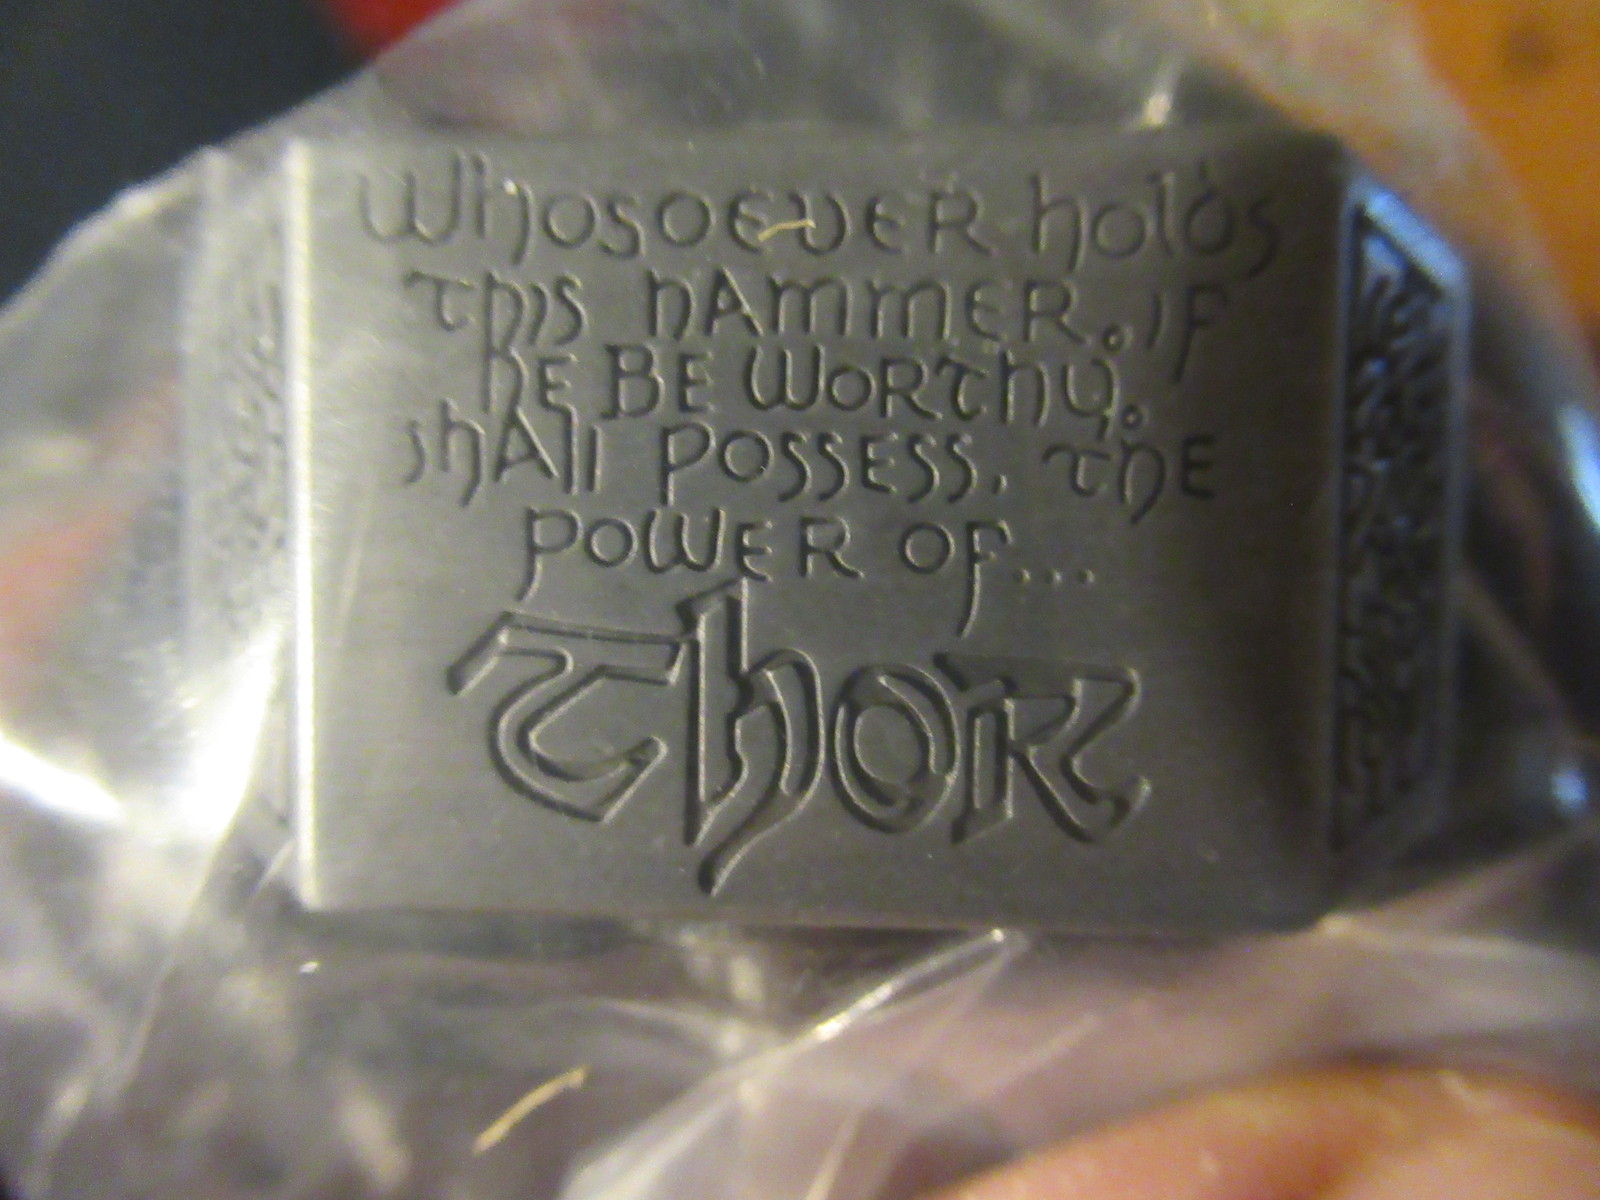 Whosoever holds
this hammer, if
he be worthy,
shall possess, the
power of...
Thor